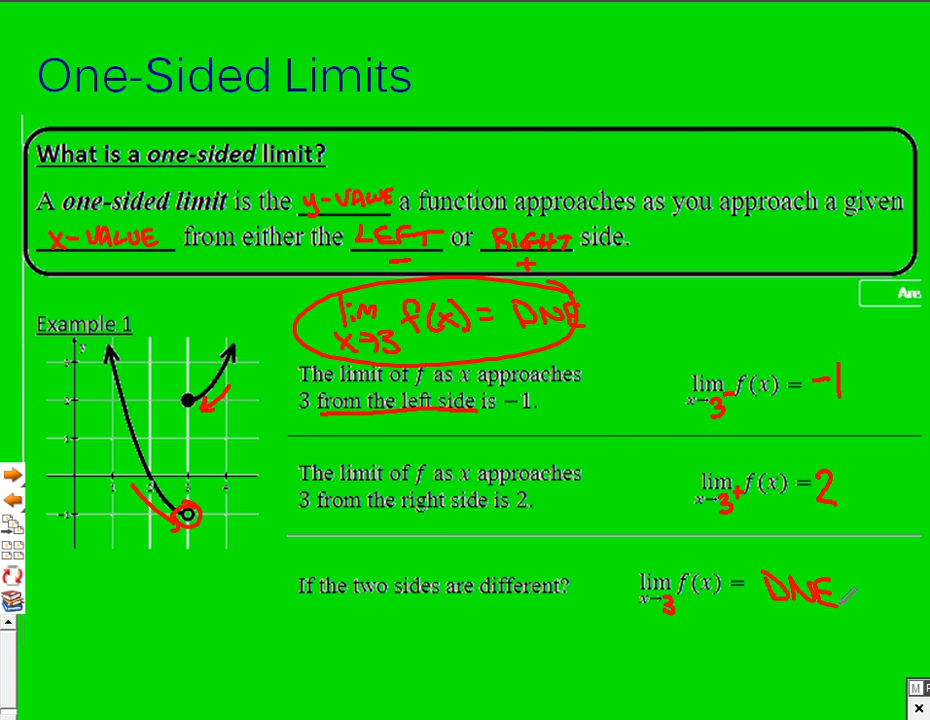 One-Sided Limits
What is a one-sided limit?
A one-sided limit is the y-VALUE a function approaches as you approach a given
X-VALUE from either the LEFT or RIGHT side.
− +
lim f(x) = DNE
x→3
Example 1
y
The limit of f as x approaches
3 from the left side is −1.
lim f(x) = -1
x→3−
The limit of f as x approaches
3 from the right side is 2.
lim f(x) = 2
x→3+
If the two sides are different?
lim f(x) = DNE
x→3